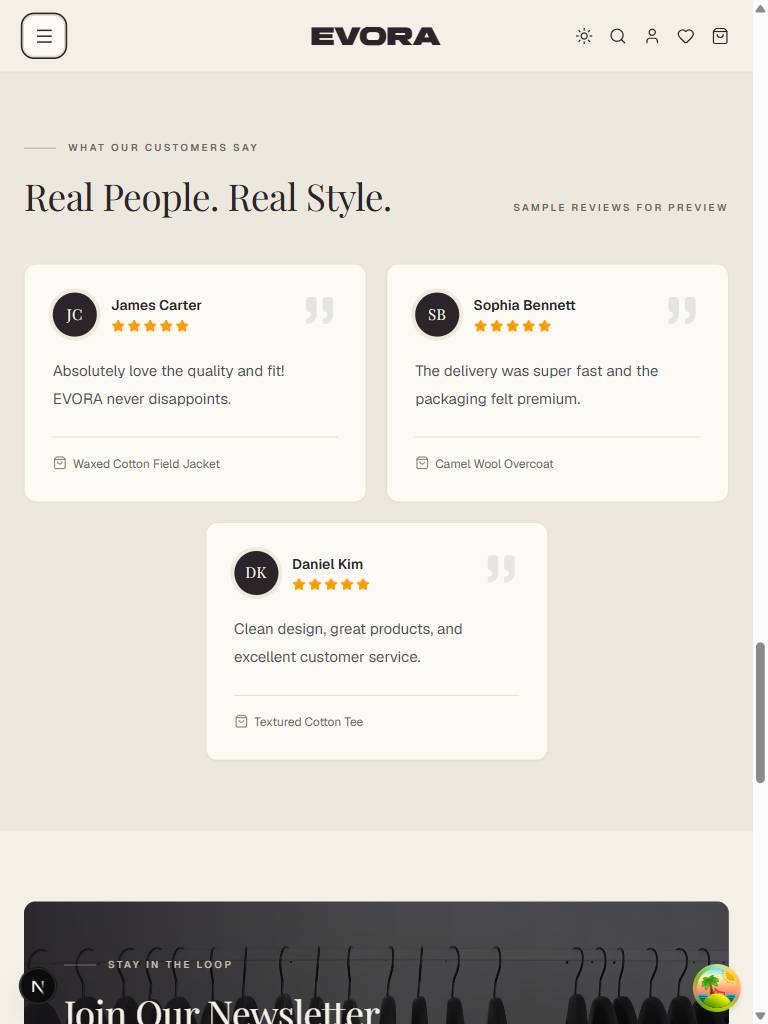 EVORA
WHAT OUR CUSTOMERS SAY
Real People. Real Style.
SAMPLE REVIEWS FOR PREVIEW
JC
James Carter
Absolutely love the quality and fit!
EVORA never disappoints.
Waxed Cotton Field Jacket
SB
Sophia Bennett
The delivery was super fast and the
packaging felt premium.
Camel Wool Overcoat
DK
Daniel Kim
Clean design, great products, and
excellent customer service.
Textured Cotton Tee
STAY IN THE LOOP
N
Join Our Newsletter